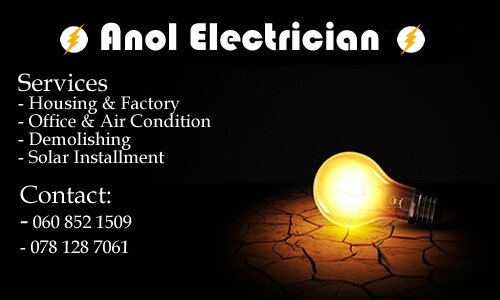 Anol Electrician
Services
- Housing & Factory
- Office & Air Condition
- Demolishing
- Solar Installment
Contact:
- 060 852 1509
- 078 128 7061